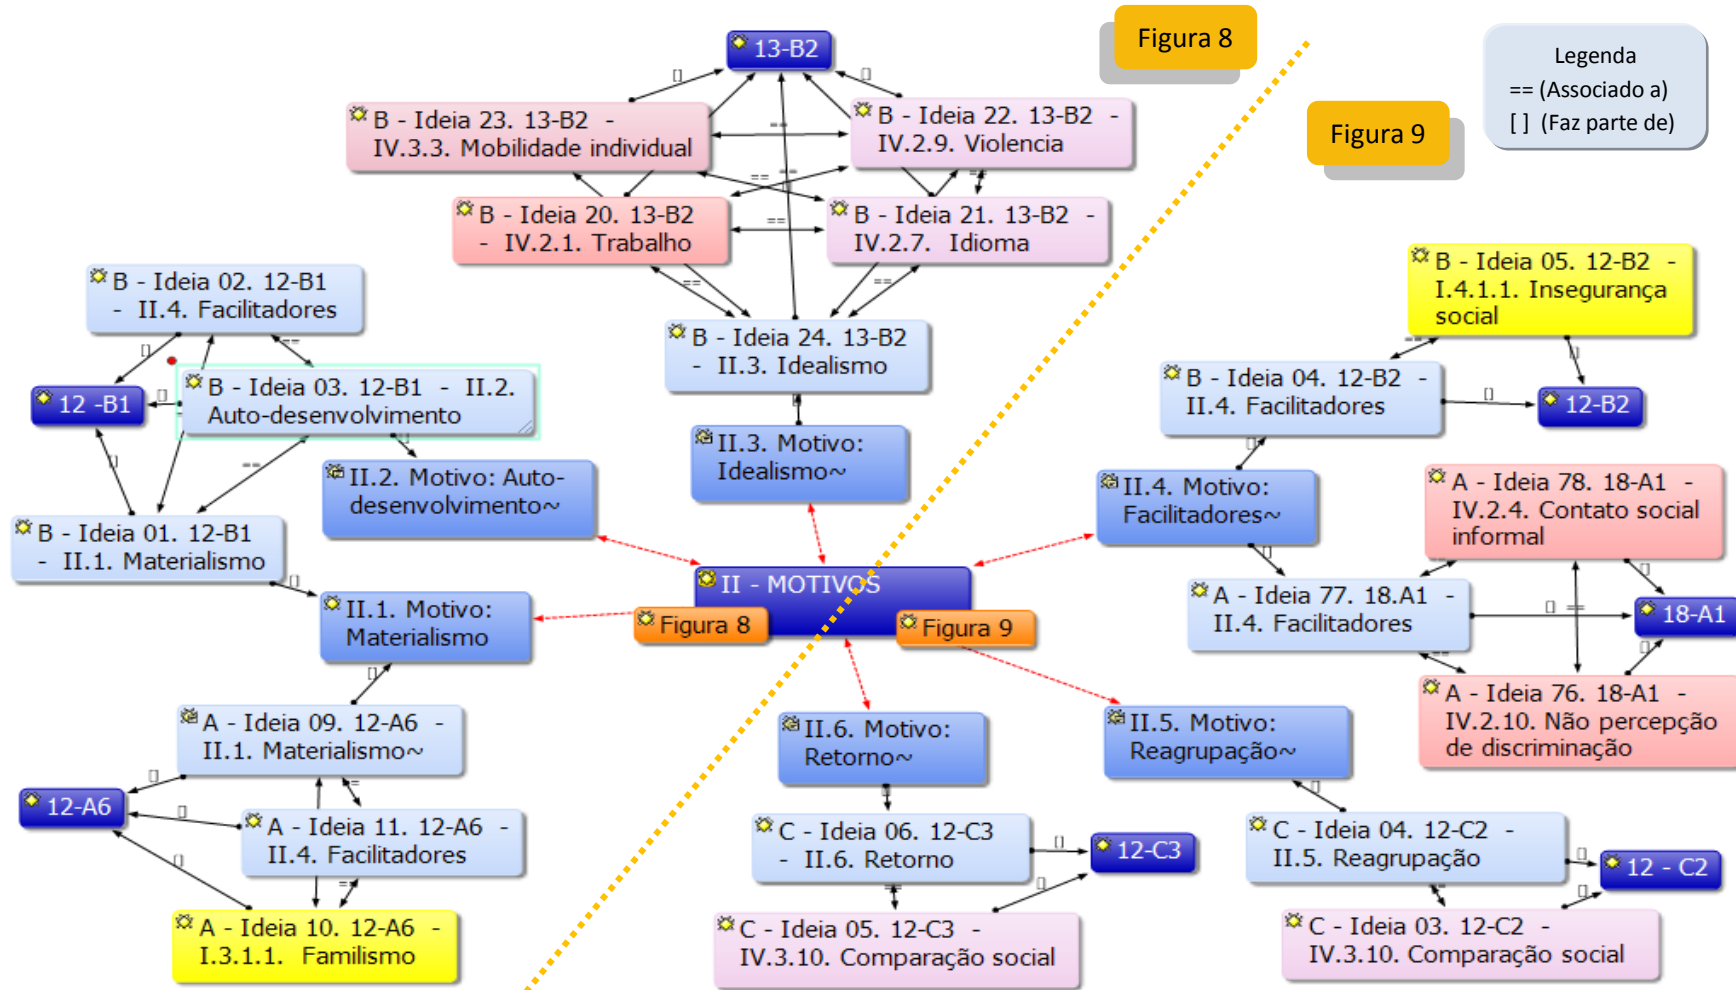 Figura 8
Legenda
== (Associado a)
[ ] (Faz parte de)
Figura 9
13-B2
[]
[]
B - Ideia 23. 13-B2 -
IV.3.3. Mobilidade individual
==
B - Ideia 22. 13-B2 -
IV.2.9. Violencia
==
==
==
B - Ideia 20. 13-B2
- IV.2.1. Trabalho
==
B - Ideia 21. 13-B2 -
IV.2.7. Idioma
==
==
B - Ideia 24. 13-B2
- II.3. Idealismo
[]
II.3. Motivo:
Idealismo~
B - Ideia 02. 12-B1
- II.4. Facilitadores
[]
==
12 -B1
[]
B - Ideia 03. 12-B1 - II.2.
Auto-desenvolvimento
[]
==
[]
II.2. Motivo: Auto-
desenvolvimento~
B - Ideia 01. 12-B1
- II.1. Materialismo
[]
II.1. Motivo:
Materialismo
II - MOTIVOS
Figura 8
Figura 9
[]
A - Ideia 09. 12-A6 -
II.1. Materialismo~
[]
12-A6
[]
=
A - Ideia 11. 12-A6 -
II.4. Facilitadores
[]
==
A - Ideia 10. 12-A6 -
I.3.1.1. Familismo
B - Ideia 05. 12-B2 -
I.4.1.1. Insegurança
social
==
[]
B - Ideia 04. 12-B2 -
II.4. Facilitadores
[]
12-B2
[]
II.4. Motivo:
Facilitadores~
[]
A - Ideia 78. 18-A1 -
IV.2.4. Contato social
informal
==
[]
A - Ideia 77. 18.A1 -
II.4. Facilitadores
[] ==
18-A1
==
[]
A - Ideia 76. 18-A1 -
IV.2.10. Não percepção
de discriminação
II.6. Motivo:
Retorno~
[]
C - Ideia 06. 12-C3
- II.6. Retorno
[]
12-C3
==
[]
C - Ideia 05. 12-C3 -
IV.3.10. Comparação social
II.5. Motivo:
Reagrupação~
[]
C - Ideia 04. 12-C2 -
II.5. Reagrupação
[]
12 - C2
==
[]
C - Ideia 03. 12-C2 -
IV.3.10. Comparação social